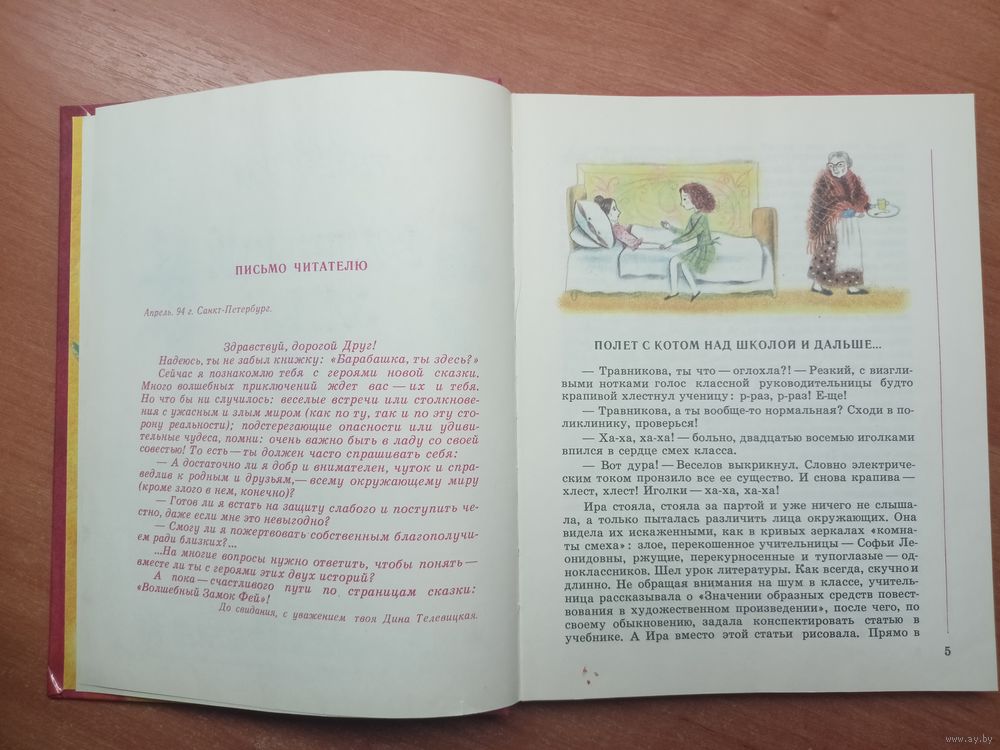 ПИСЬМО ЧИТАТЕЛЮ
Апрель. 94 г. Санкт-Петербург.
Здравствуй, дорогой Друг!
Надеюсь, ты не забыл книжку: «Барабашка, ты здесь?»
Сейчас я познакомлю тебя с героями новой сказки.
Много волшебных приключений ждет вас — их и тебя.
Но что бы ни случилось: веселые встречи или столкнове-
ния с ужасным и злым миром (как по ту, так и по эту сто-
рону реальности); подстерегающие опасности или удиви-
тельные чудеса, помни: очень важно быть в ладу со своей
совестью! То есть — ты должен часто спрашивать себя:
— А достаточно ли я добр и внимателен, чуток и спра-
ведлив к родным и друзьям,— всему окружающему миру
(кроме злого в нем, конечно)?
— Готов ли я встать на защиту слабого и поступить че-
стно, даже если мне это невыгодно?
— Смогу ли я пожертвовать собственным благополучи-
ем ради близких?...
...На многие вопросы нужно ответить, чтобы понять —
вместе ли ты с героями этих двух историй?
А пока — счастливого пути по страницам сказки:
«Волшебный Замок Фей»!
До свидания, с уважением твоя Дина Телевицкая.
ПОЛЕТ С КОТОМ НАД ШКОЛОЙ И ДАЛЬШЕ...
— Травникова, ты что — оглохла?! — Резкий, с визгли-
выми нотками голос классной руководительницы будто
крапивой хлестнул ученицу: р-раз, р-раз! Е-ще!
— Травникова, а ты вообще-то нормальная? Сходи в по-
ликлинику, проверься!
— Ха-ха, ха-ха! — больно, двадцатью восемью иголками
впился в сердце смех класса.
— Вот дура! — Веселов выкрикнул. Словно электриче-
ским током пронзило все ее существо. И снова крапива —
хлест, хлест! Иголки — ха-ха, ха-ха!
Ира стояла, стояла за партой и уже ничего не слыша-
ла, а только пыталась различить лица окружающих. Она
видела их искаженными, как в кривых зеркалах «комна-
ты смеха» : злое, перекошенное учительницы — Софьи Ле-
онидовны, ржущие, перекурносенные и тупоглазые — од-
ноклассников. Шел урок литературы. Как всегда, скучно и
длинно. Не обращая внимания на шум в классе, учитель-
ница рассказывала о «Значении образных средств повест-
вования в художественном произведении», после чего, по
своему обыкновению, задала конспектировать статью в
учебнике. А Ира вместо этой статьи рисовала. Прямо в
5
www.ay.by